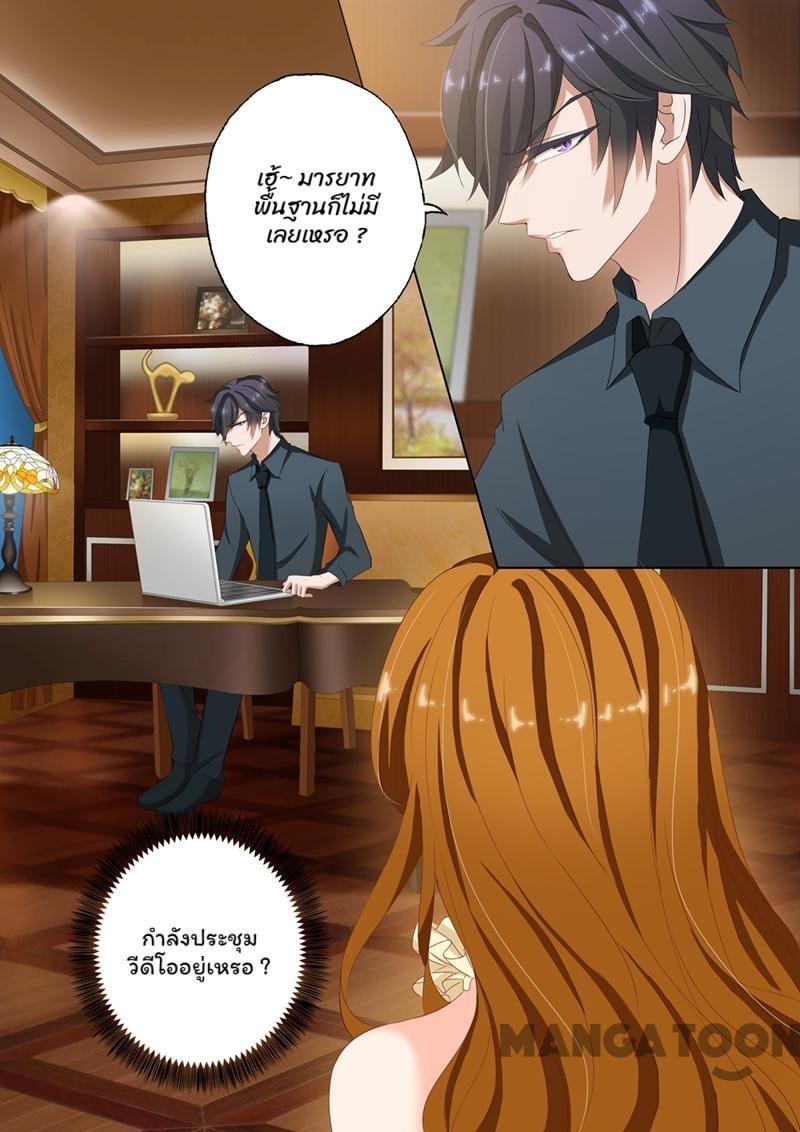 เฮ้~ มารยาท
พื้นฐานก็ไม่มี
เลยเหรอ ?
กำลังประชุม
วีดีโออยู่เหรอ ?
MANGA TOON